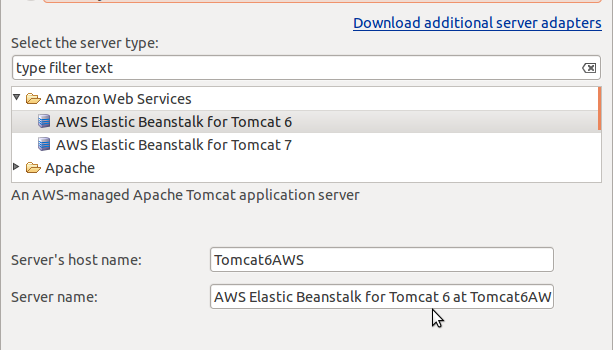 Download additional server adapters
Select the server type:
type filter text
Amazon Web Services
AWS Elastic Beanstalk for Tomcat 6
AWS Elastic Beanstalk for Tomcat 7
Apache
An AWS-managed Apache Tomcat application server
Server's host name: Tomcat6AWS
Server name: AWS Elastic Beanstalk for Tomcat 6 at Tomcat6AW